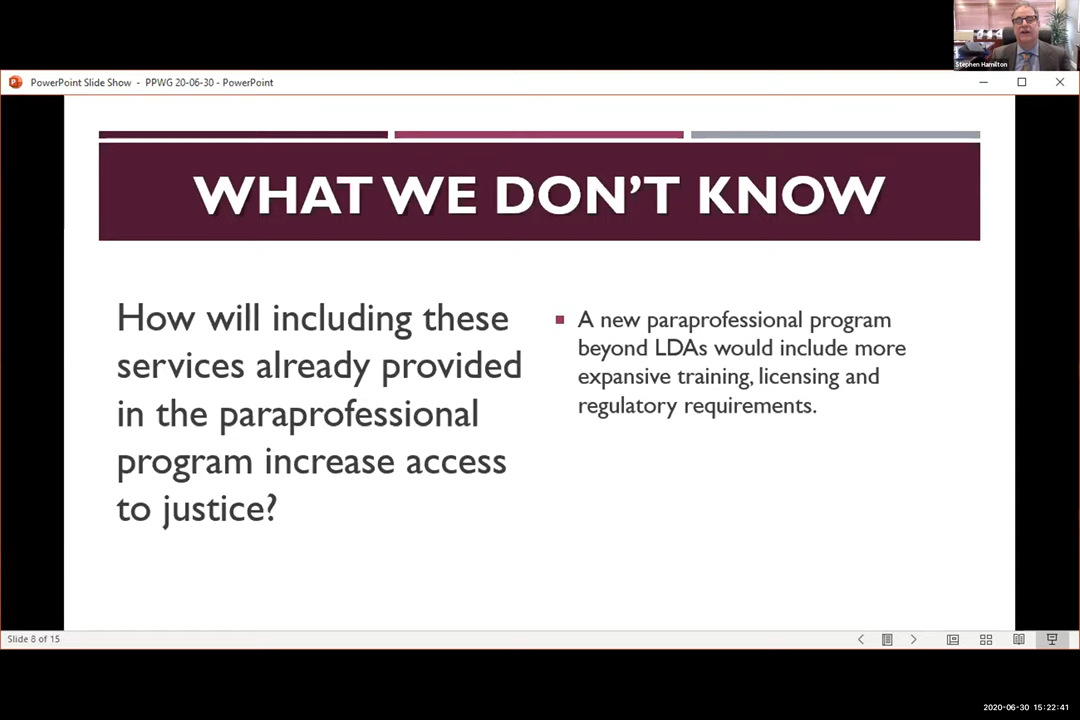 Stephen Hamilton
PowerPoint Slide Show - PPWG 20-06-30 - PowerPoint
WHAT WE DON'T KNOW
How will including these
services already provided
in the paraprofessional
program increase access
to justice?
A new paraprofessional program
beyond LDAs would include more
expansive training, licensing and
regulatory requirements.
Slide 8 of 15
2020-06-30 15:22:41